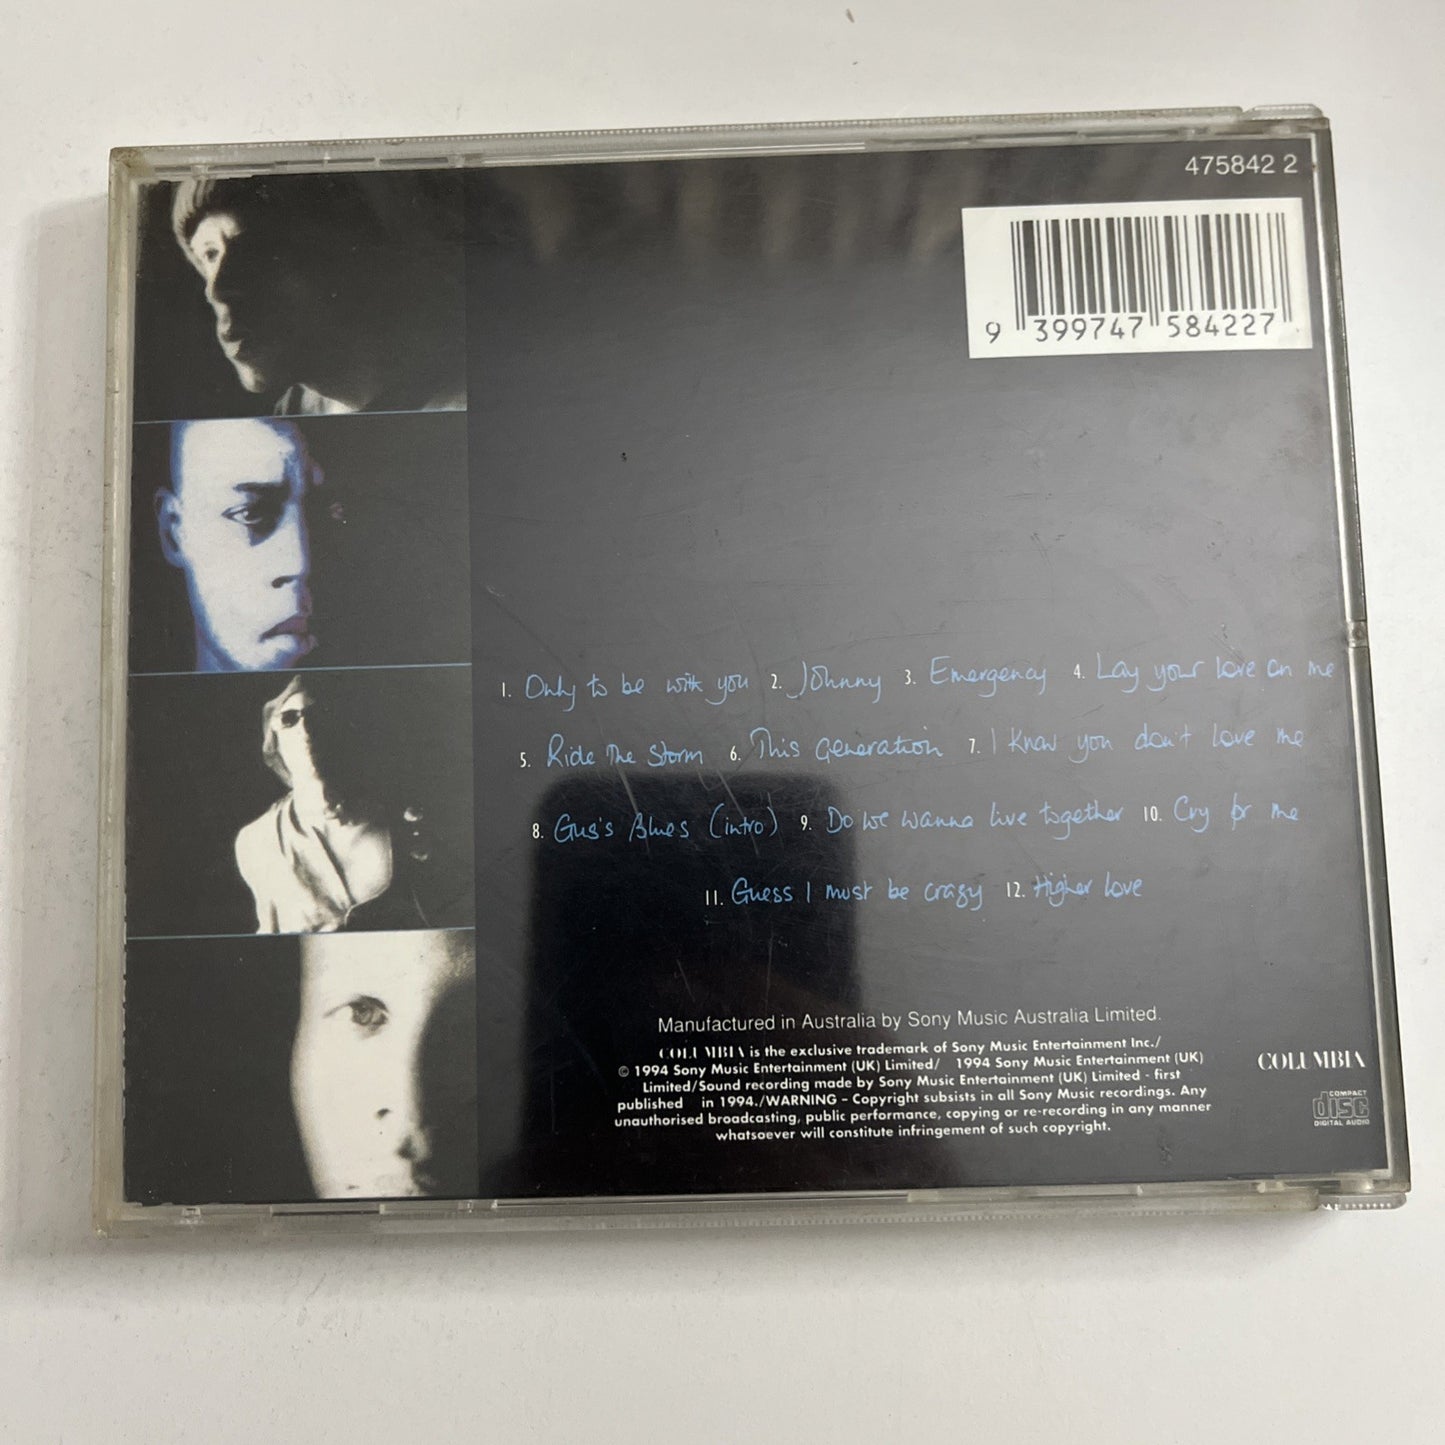 475842 2
9 399747 584227
1. Only to be with you 2. Johnny 3. Emergency 4. Lay your love on me
5. Ride The Storm 6. This Generation 7. I know you don't love me
8. Gus's Blues (intro) 9. Do we wanna live together 10. Cry for me
11. Guess I must be crazy 12. Higher Love
Manufactured in Australia by Sony Music Australia Limited.
COLUMBIA is the exclusive trademark of Sony Music Entertainment Inc./
© 1994 Sony Music Entertainment (UK) Limited/ 1994 Sony Music Entertainment (UK)
Limited/Sound recording made by Sony Music Entertainment (UK) Limited - first
published in 1994./WARNING - Copyright subsists in all Sony Music recordings. Any
unauthorised broadcasting, public performance, copying or re-recording in any manner
whatsoever will constitute infringement of such copyright.
COLUMBIA
COMPACT
disc
DIGITAL AUDIO